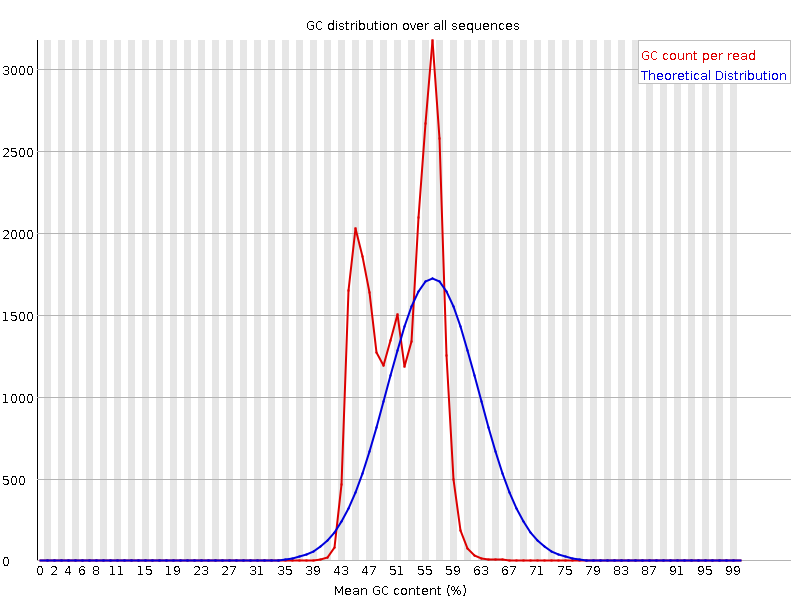 GC distribution over all sequences
GC count per read
Theoretical Distribution
3000
2500
2000
1500
1000
500
0
0 2 4 6 8 11 15 19 23 27 31 35 39 43 47 51 55 59 63 67 71 75 79 83 87 91 95 99
Mean GC content (%)